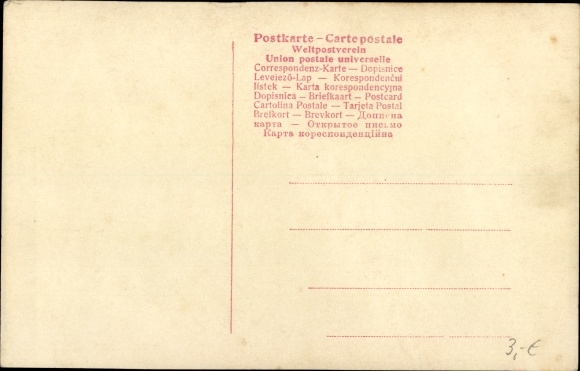 Postkarte – Carte postale
Weltpostverein
Union postale universelle
Correspondenz-Karte — Dopisnice
Levelező-Lap — Korespondenční
lístek — Karta korespondencyjna
Dopisnica — Briefkaart — Postcard
Cartolina Postale — Tarjeta Postal
Brefkort — Brevkort — Дописна
карта — Открытое письмо
Карта кореспонденційна
3,-€